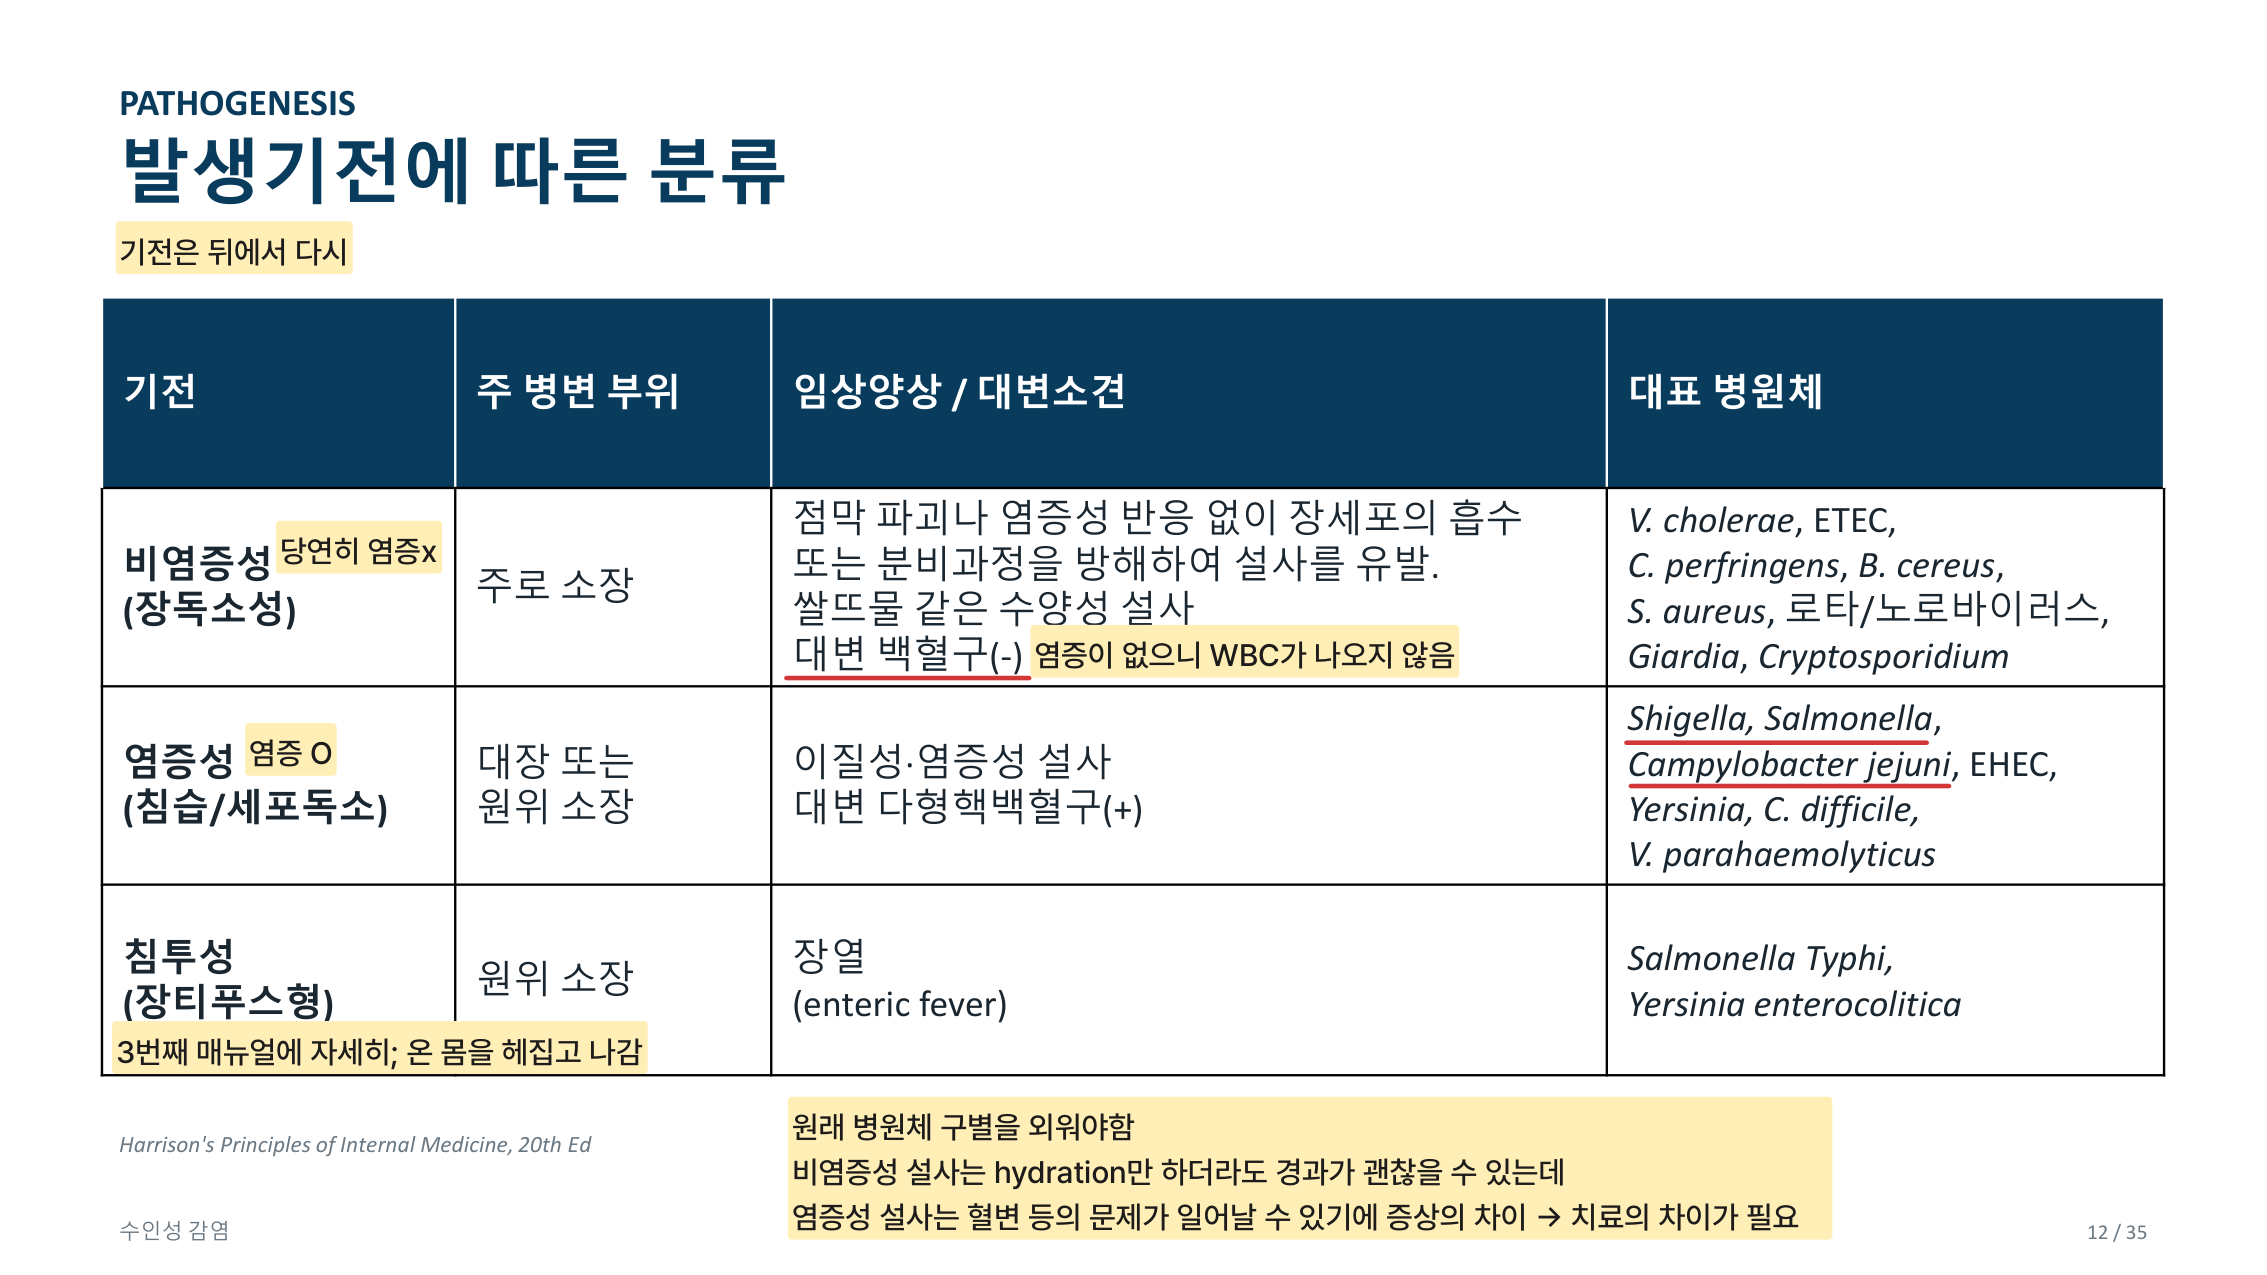 PATHOGENESIS
발생기전에 따른 분류
기전은 뒤에서 다시
기전
주 병변 부위
임상양상 / 대변소견
대표 병원체
비염증성 당연히 염증x
(장독소성)
주로 소장
점막 파괴나 염증성 반응 없이 장세포의 흡수
또는 분비과정을 방해하여 설사를 유발.
쌀뜨물 같은 수양성 설사
대변 백혈구(-) 염증이 없으니 WBC가 나오지 않음
V. cholerae, ETEC,
C. perfringens, B. cereus,
S. aureus, 로타/노로바이러스,
Giardia, Cryptosporidium
염증성 염증 O
(침습/세포독소)
대장 또는
원위 소장
이질성·염증성 설사
대변 다형핵백혈구(+)
Shigella, Salmonella,
Campylobacter jejuni, EHEC,
Yersinia, C. difficile,
V. parahaemolyticus
침투성
(장티푸스형)
3번째 매뉴얼에 자세히; 온 몸을 헤집고 나감
원위 소장
장열
(enteric fever)
Salmonella Typhi,
Yersinia enterocolitica
Harrison's Principles of Internal Medicine, 20th Ed
원래 병원체 구별을 외워야함
비염증성 설사는 hydration만 하더라도 경과가 괜찮을 수 있는데
염증성 설사는 혈변 등의 문제가 일어날 수 있기에 증상의 차이 → 치료의 차이가 필요
수인성 감염
12 / 35